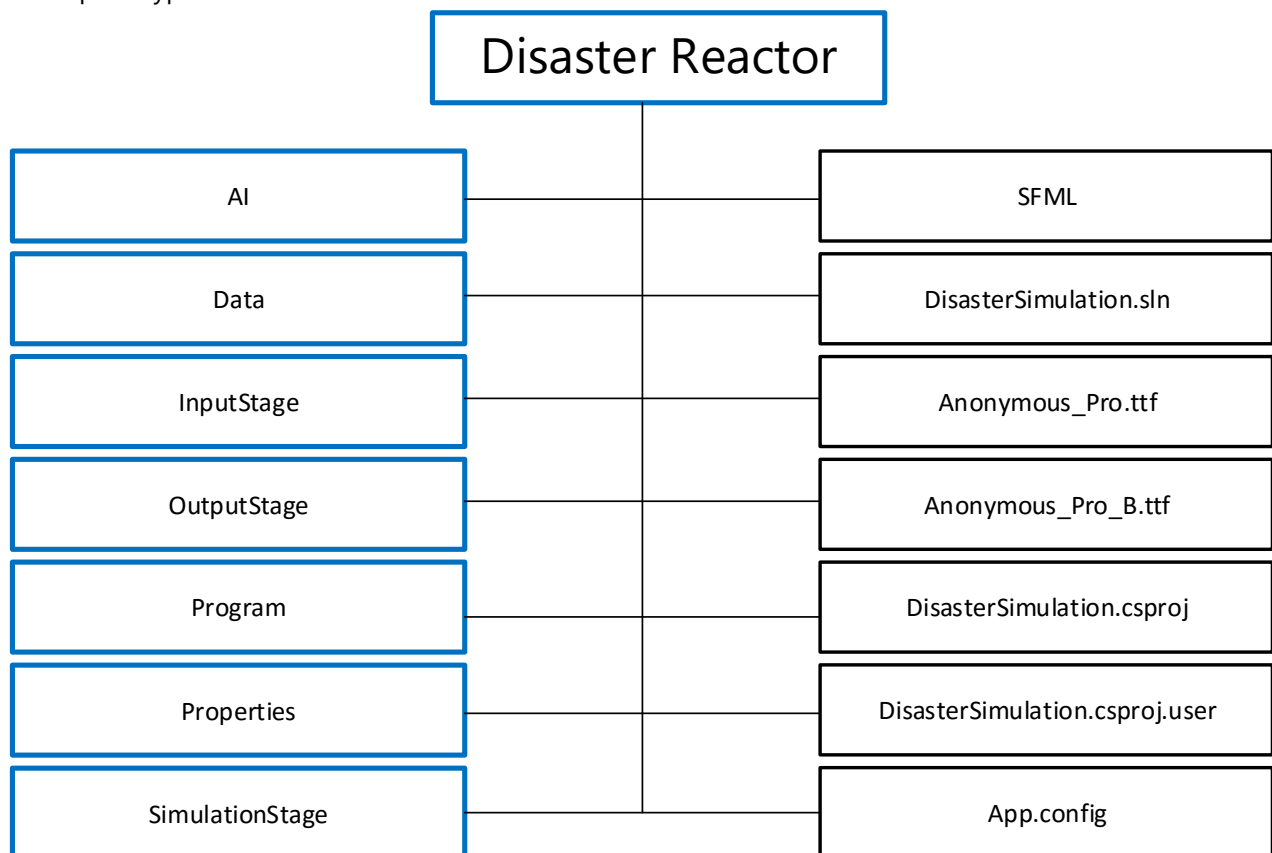 Disaster Reactor
AI
SFML
Data
DisasterSimulation.sln
InputStage
Anonymous_Pro.ttf
OutputStage
Anonymous_Pro_B.ttf
Program
DisasterSimulation.csproj
Properties
DisasterSimulation.csproj.user
SimulationStage
App.config